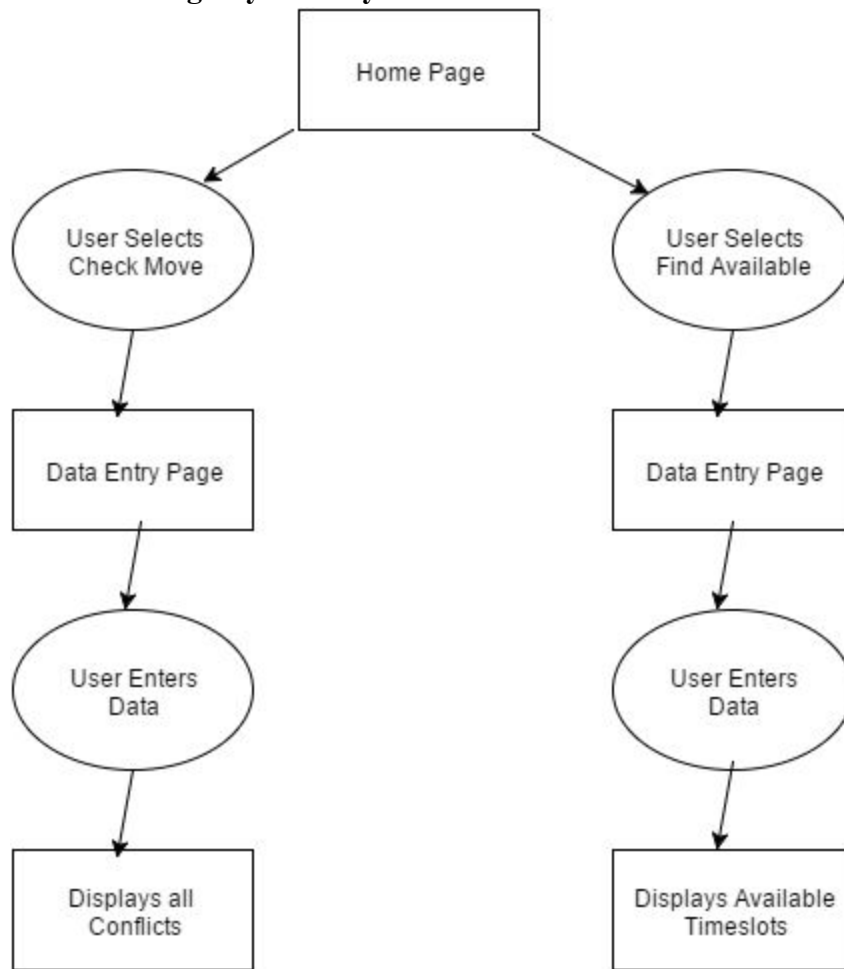 Home Page
User Selects
Check Move
User Selects
Find Available
Data Entry Page
Data Entry Page
User Enters
Data
User Enters
Data
Displays all
Conflicts
Displays Available
Timeslots